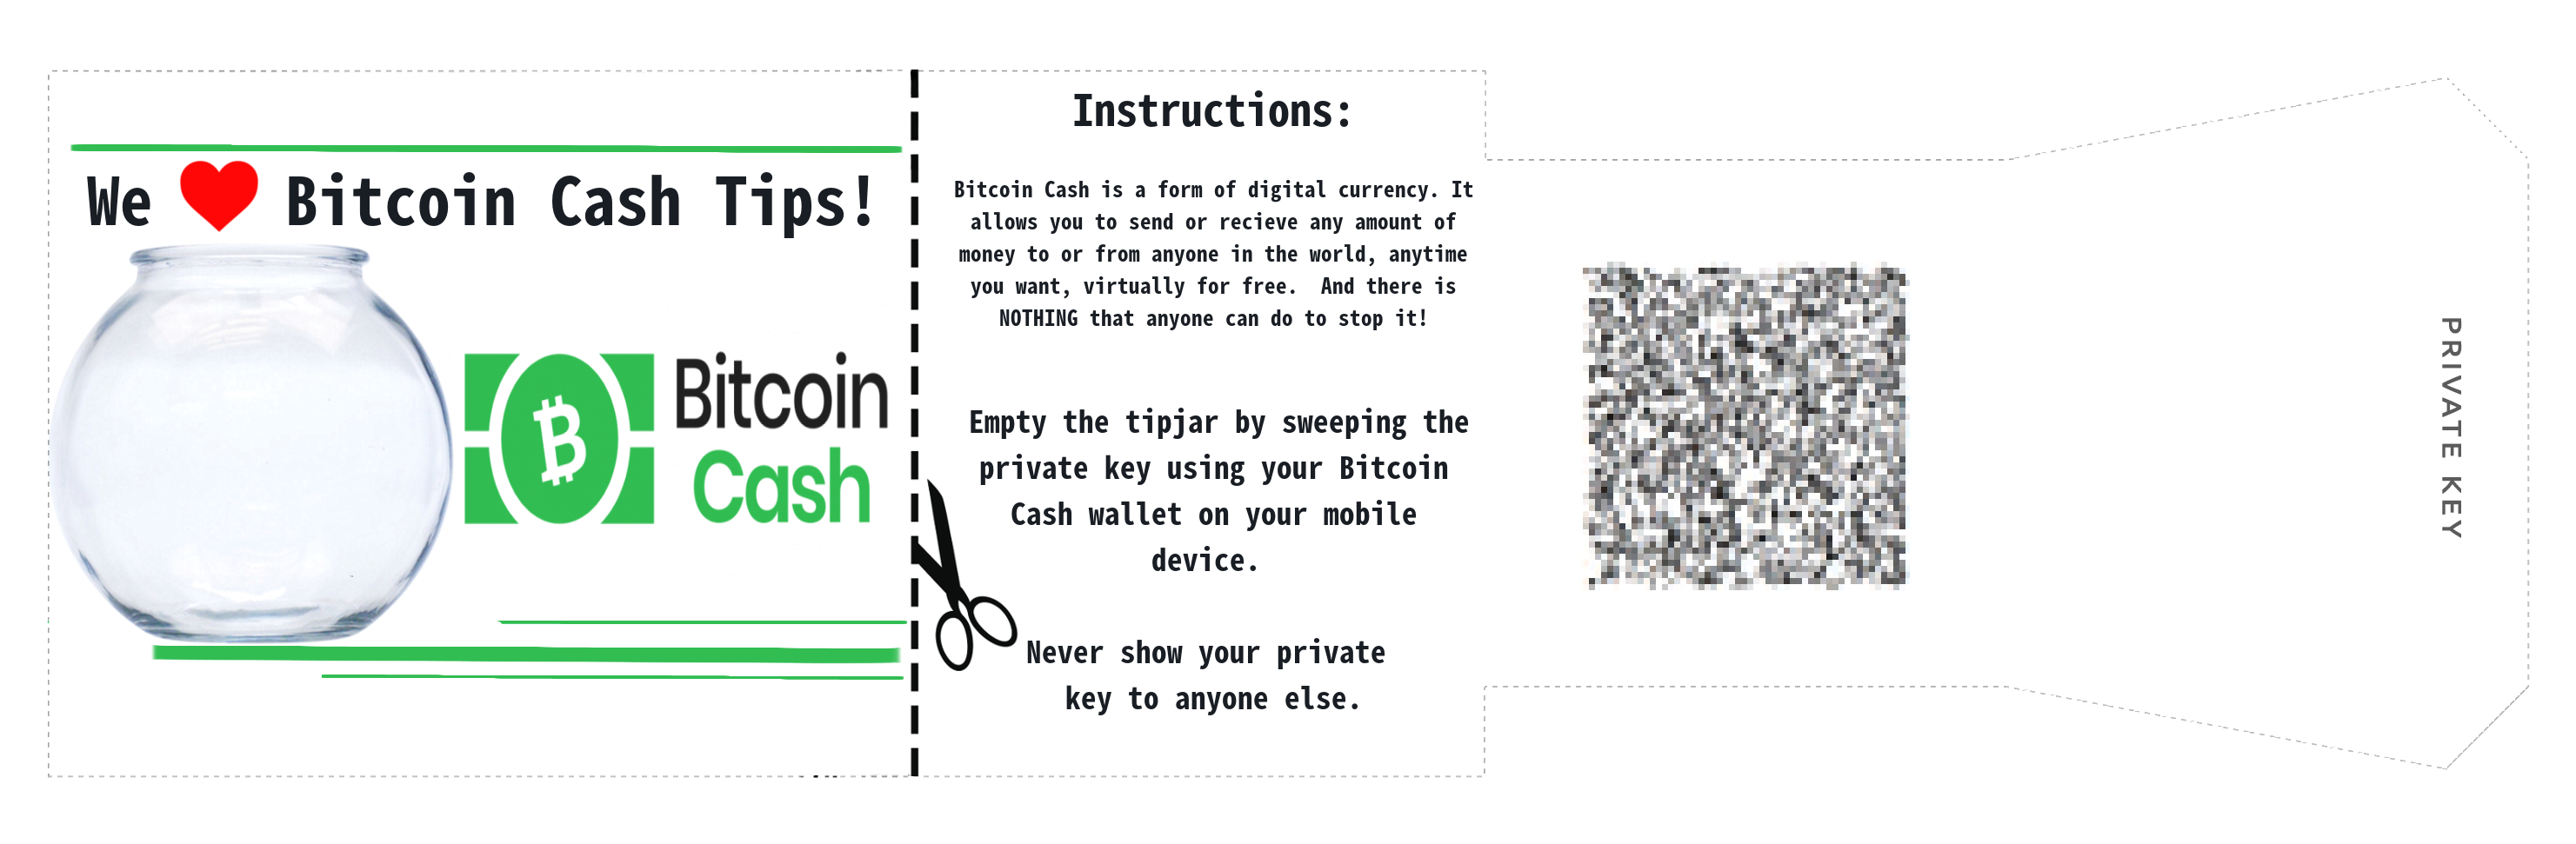 We Bitcoin Cash Tips!
Bitcoin
Cash
Instructions:
Bitcoin Cash is a form of digital currency. It
allows you to send or recieve any amount of
money to or from anyone in the world, anytime
you want, virtually for free.  And there is
NOTHING that anyone can do to stop it!
Empty the tipjar by sweeping the
private key using your Bitcoin
Cash wallet on your mobile
device.
Never show your private
key to anyone else.
PRIVATE KEY